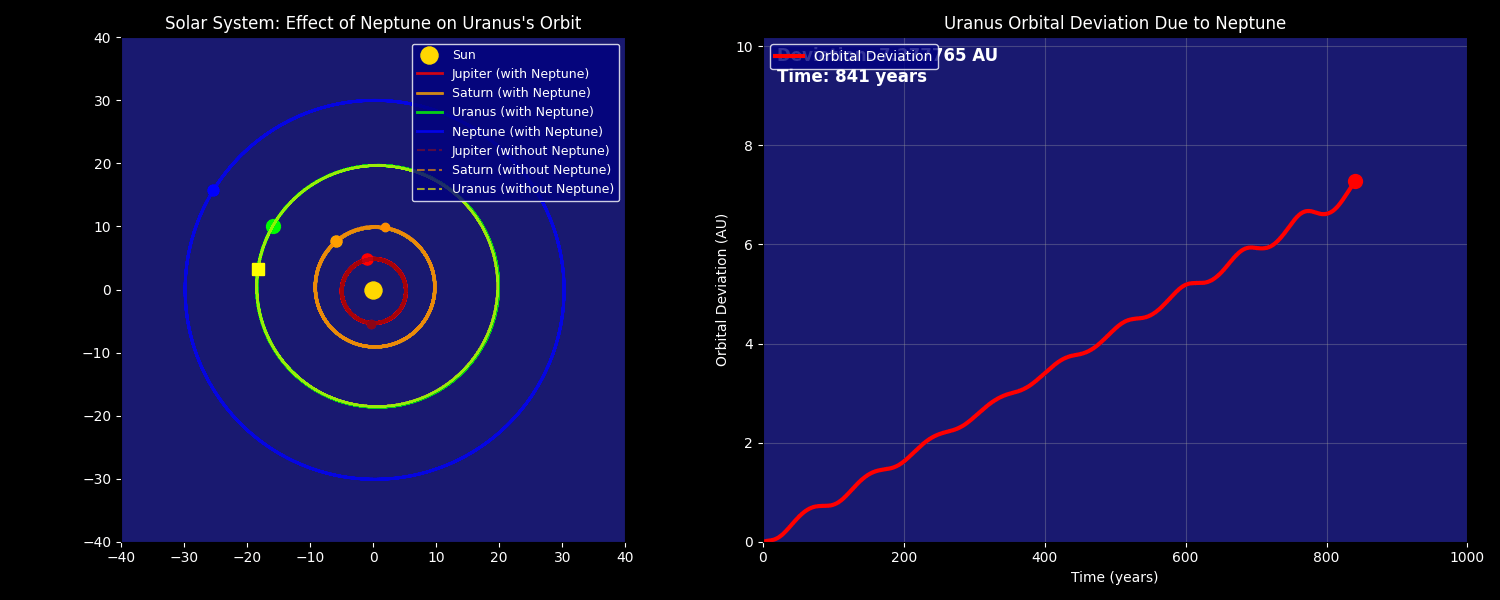 Solar System: Effect of Neptune on Uranus's Orbit
40
30
20
10
0
−10
−20
−30
−40
−40
−30
−20
−10
0
10
20
30
40
Sun
Jupiter (with Neptune)
Saturn (with Neptune)
Uranus (with Neptune)
Neptune (with Neptune)
Jupiter (without Neptune)
Saturn (without Neptune)
Uranus (without Neptune)
Uranus Orbital Deviation Due to Neptune
Orbital Deviation (AU)
10
8
6
4
2
0
0
200
400
600
800
1000
Time (years)
Orbital Deviation
AU
Time: 841 years